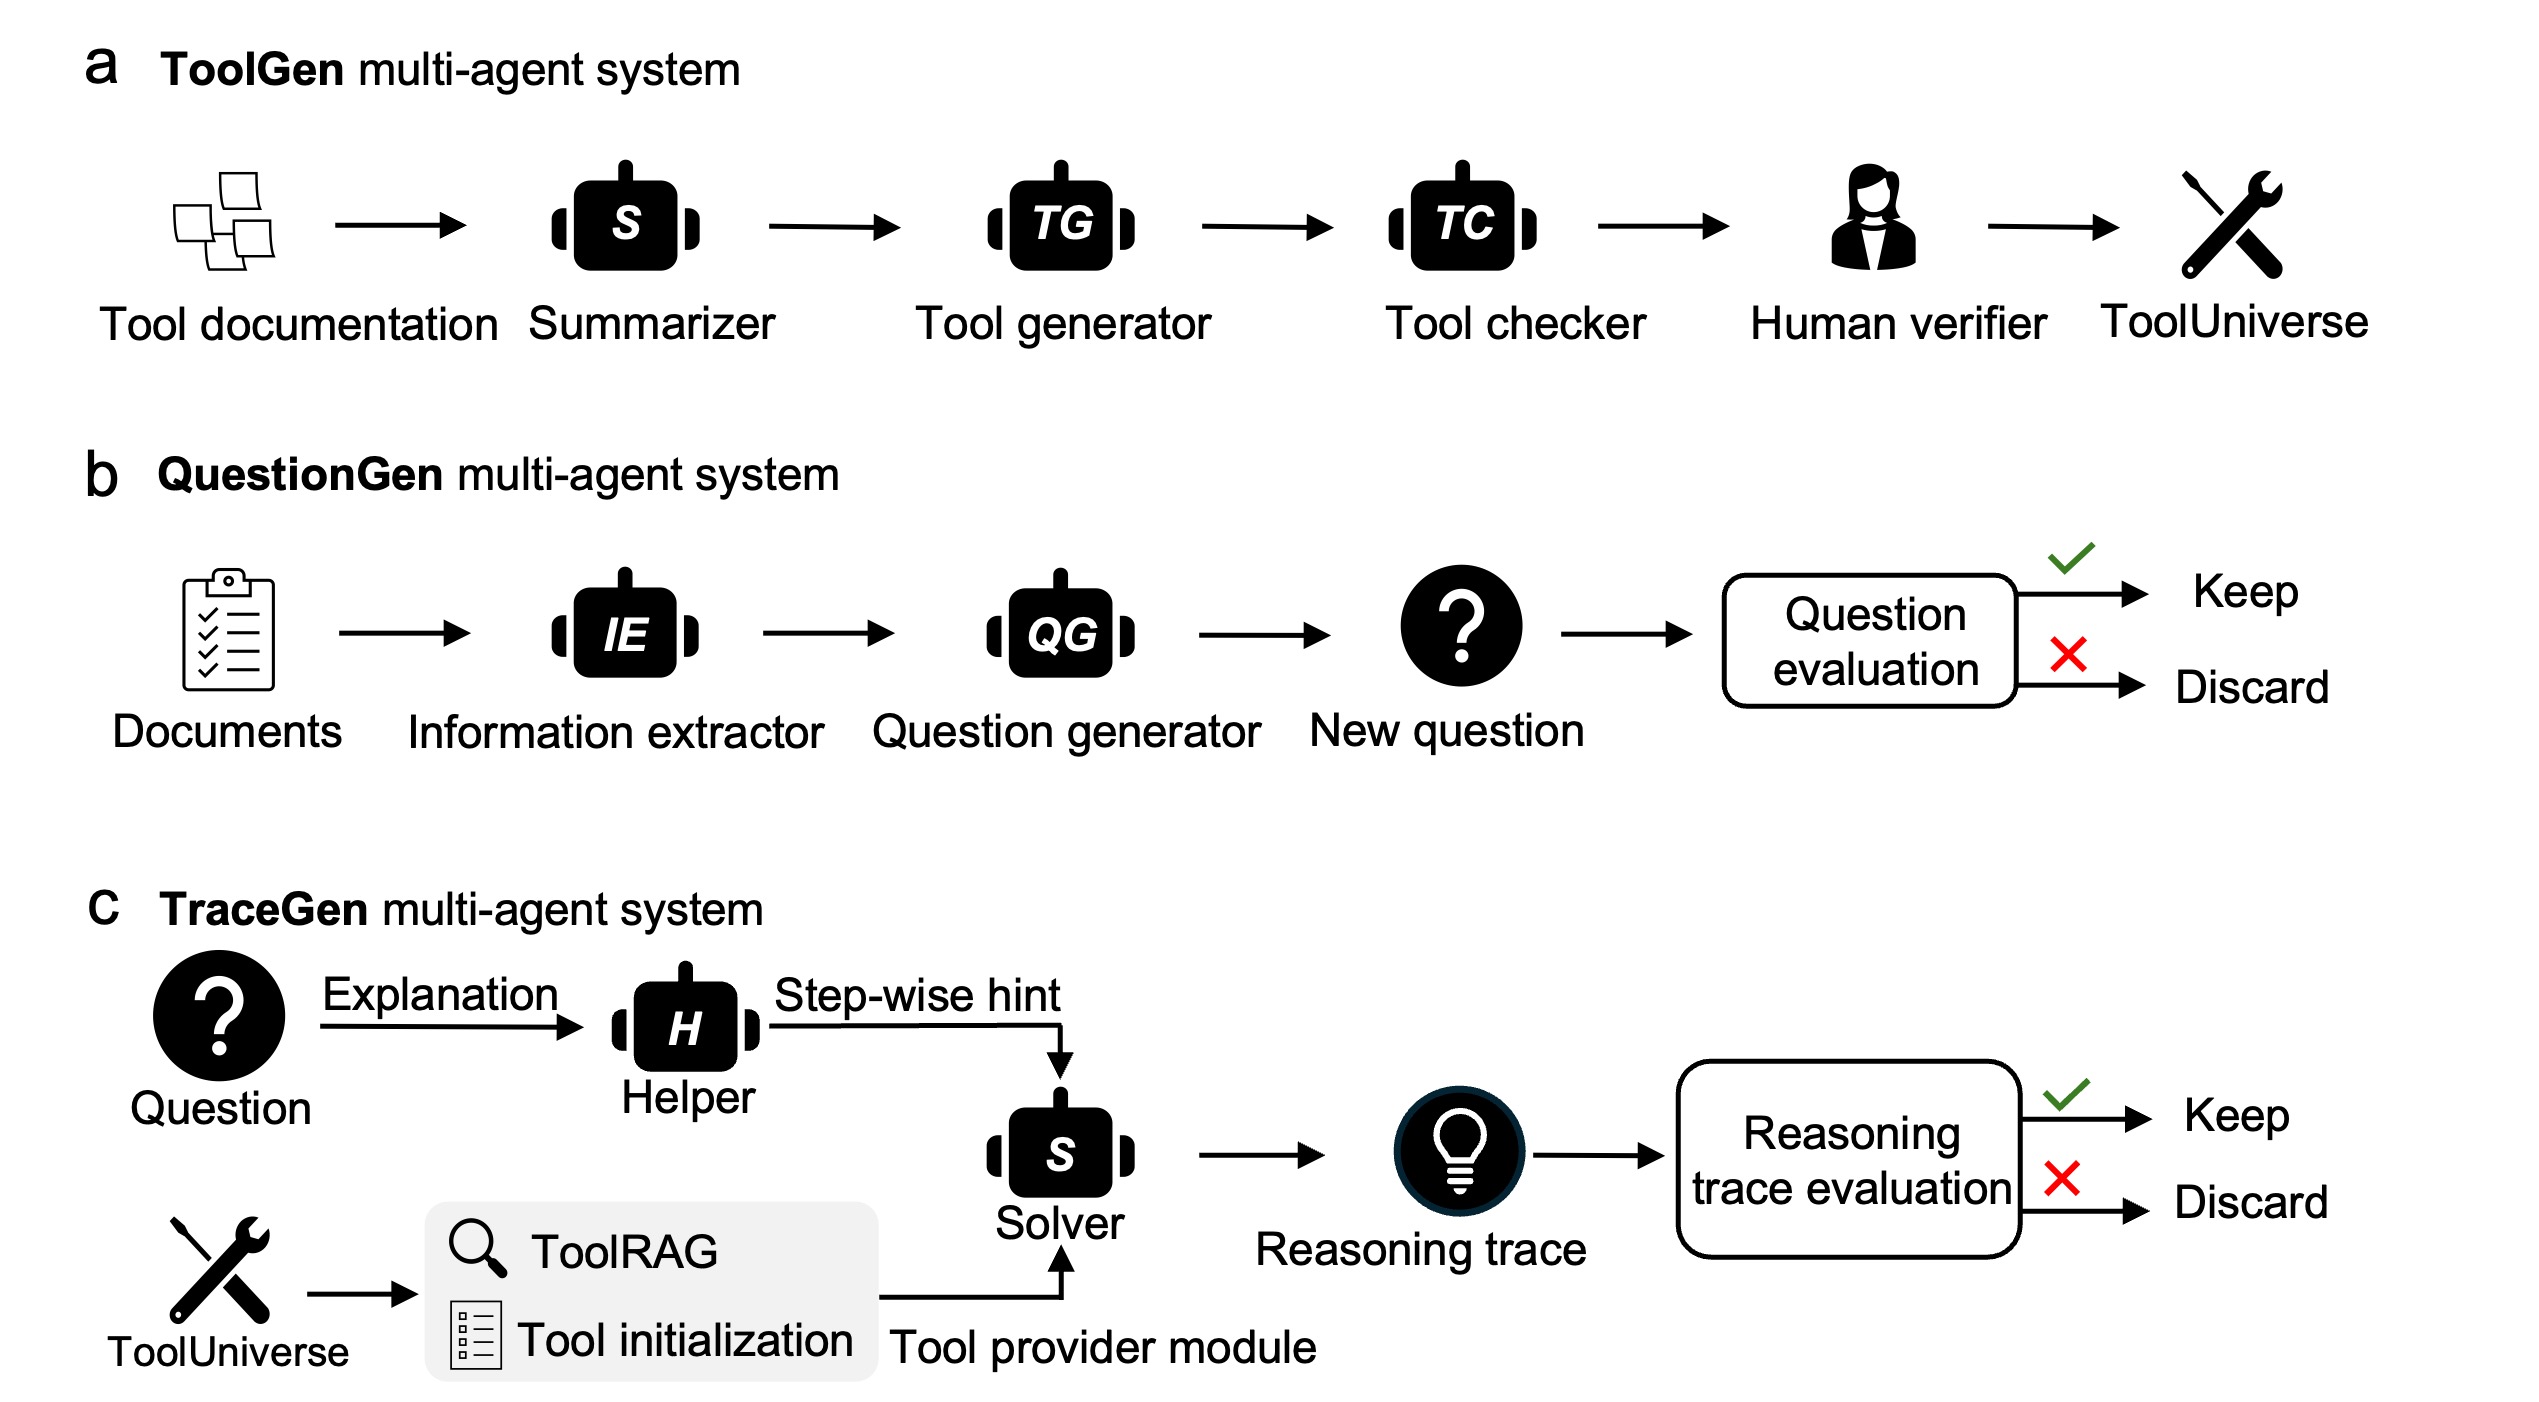 a ToolGen multi-agent system
S
TG
TC
Tool documentation
Summarizer
Tool generator
Tool checker
Human verifier
ToolUniverse
b QuestionGen multi-agent system
IE
QG
?
Question
evaluation
Keep
Discard
Documents
Information extractor
Question generator
New question
c TraceGen multi-agent system
?
Question
Explanation
H
Helper
Step-wise hint
S
Solver
ToolUniverse
ToolRAG
Tool initialization
Tool provider module
Reasoning trace
Reasoning
trace evaluation
Keep
Discard